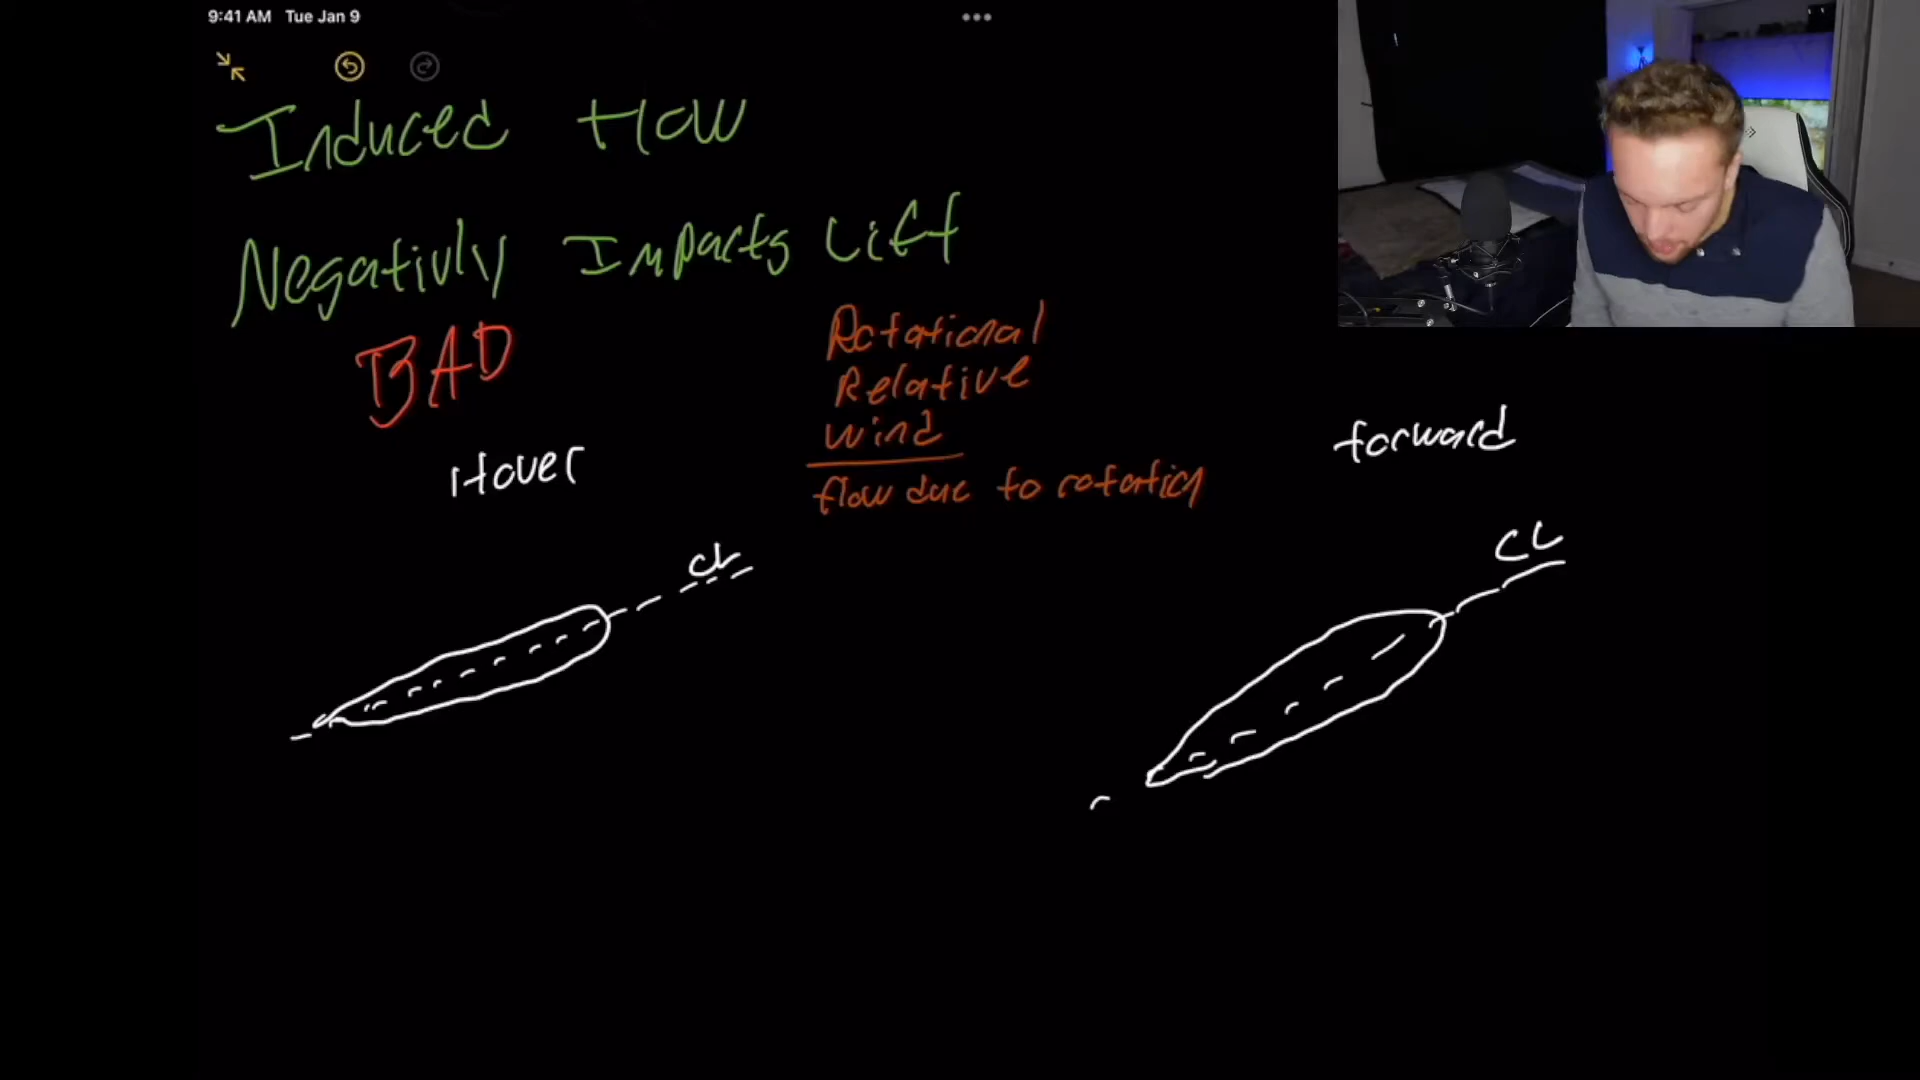 9:41 AM Tue Jan 9
Induced flow
Negativly Impacts Lift
BAD
Rotational
Relative
wind
flow due to rotation
Hover
forward
CL
CL